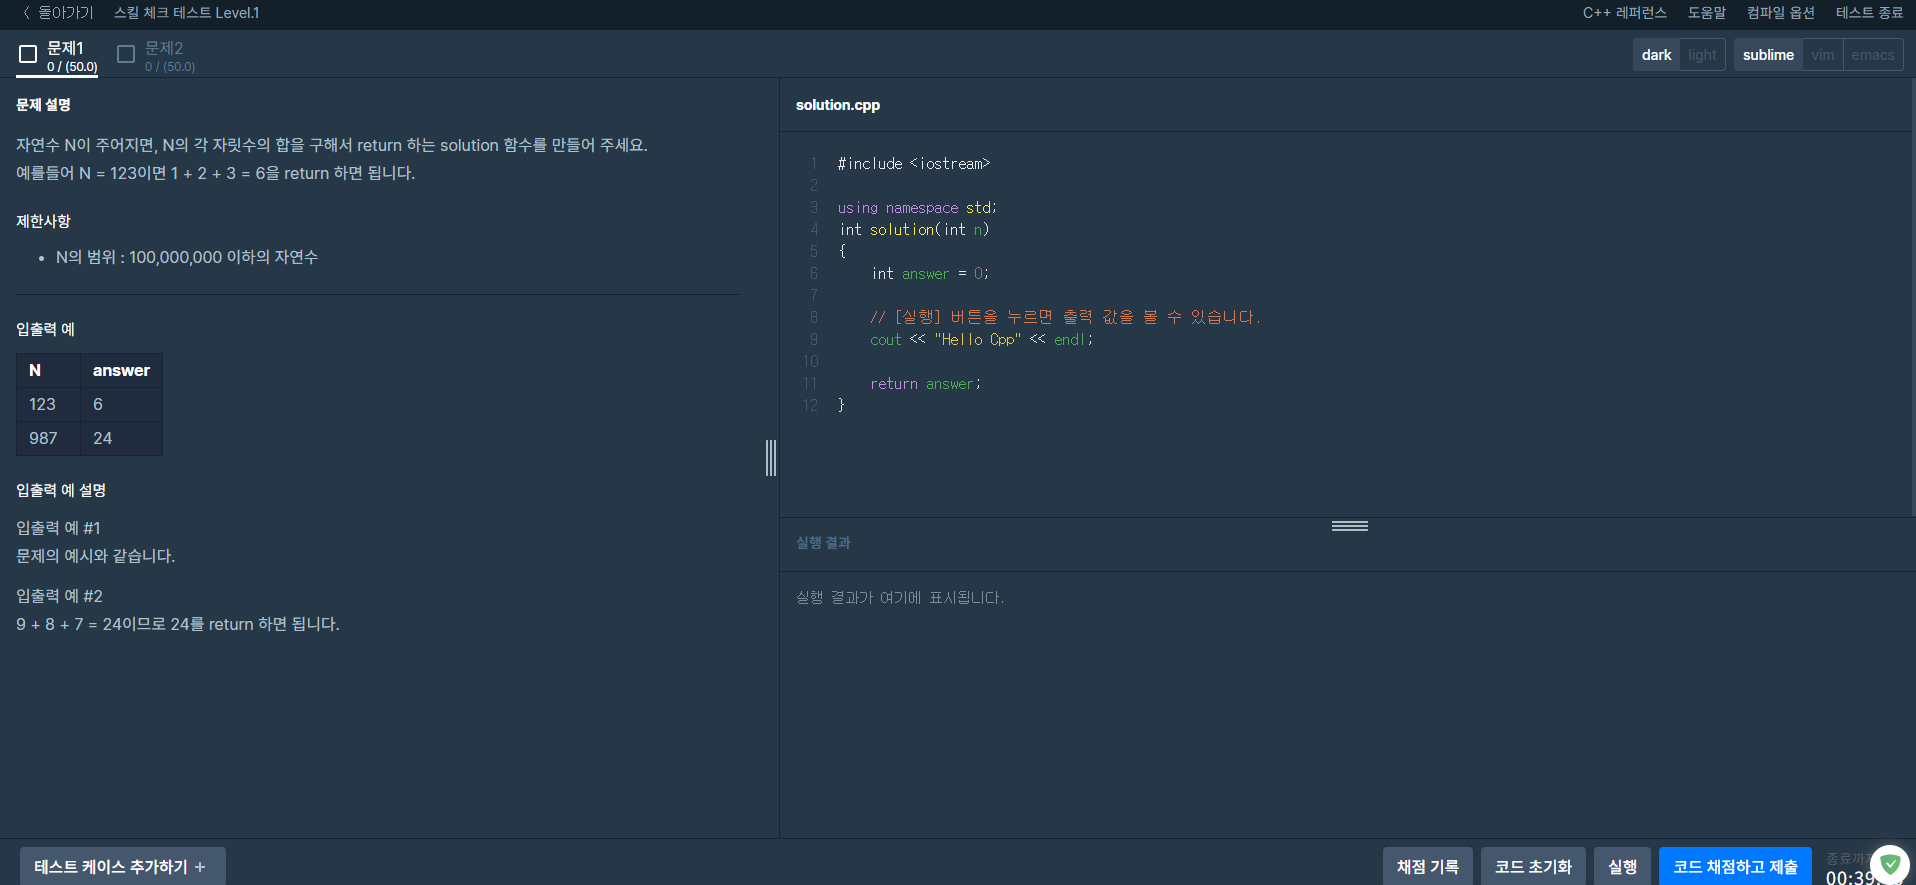 〈 돌아가기 스킬 체크 테스트 Level.1 C++ 레퍼런스 도움말 컴파일 옵션 테스트 종료
문제1 문제2
0 / (50.0) 0 / (50.0)
dark light sublime vim emacs
문제 설명
자연수 N이 주어지면, N의 각 자릿수의 합을 구해서 return 하는 solution 함수를 만들어 주세요.
예를들어 N = 123이면 1 + 2 + 3 = 6을 return 하면 됩니다.
제한사항
• N의 범위 : 100,000,000 이하의 자연수
입출력 예
N answer
123 6
987 24
입출력 예 설명
입출력 예 #1
문제의 예시와 같습니다.
입출력 예 #2
9 + 8 + 7 = 24이므로 24를 return 하면 됩니다.
solution.cpp
1 #include <iostream>
2
3 using namespace std;
4 int solution(int n)
5 {
6     int answer = 0;
7
8     // [실행] 버튼을 누르면 출력 값을 볼 수 있습니다.
9     cout << "Hello Cpp" << endl;
10
11     return answer;
12 }
실행 결과
실행 결과가 여기에 표시됩니다.
테스트 케이스 추가하기 + 채점 기록 코드 초기화 실행 코드 채점하고 제출
00:39